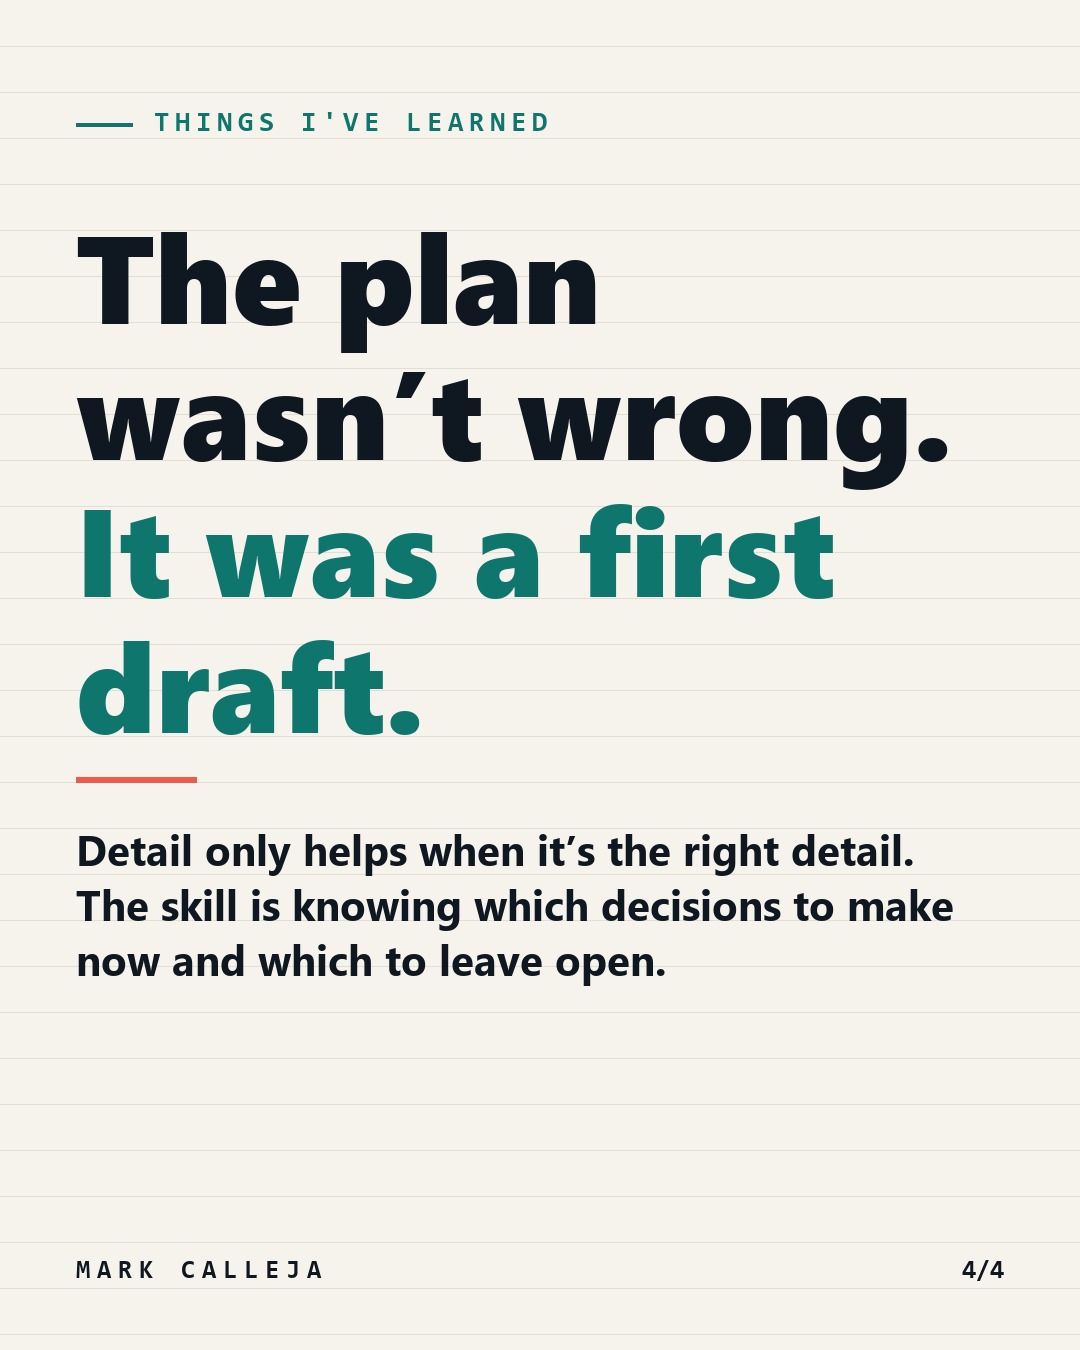 THINGS I'VE LEARNED
The plan
wasn’t wrong.
It was a first
draft.
Detail only helps when it’s the right detail.
The skill is knowing which decisions to make
now and which to leave open.
MARK CALLEJA
4/4